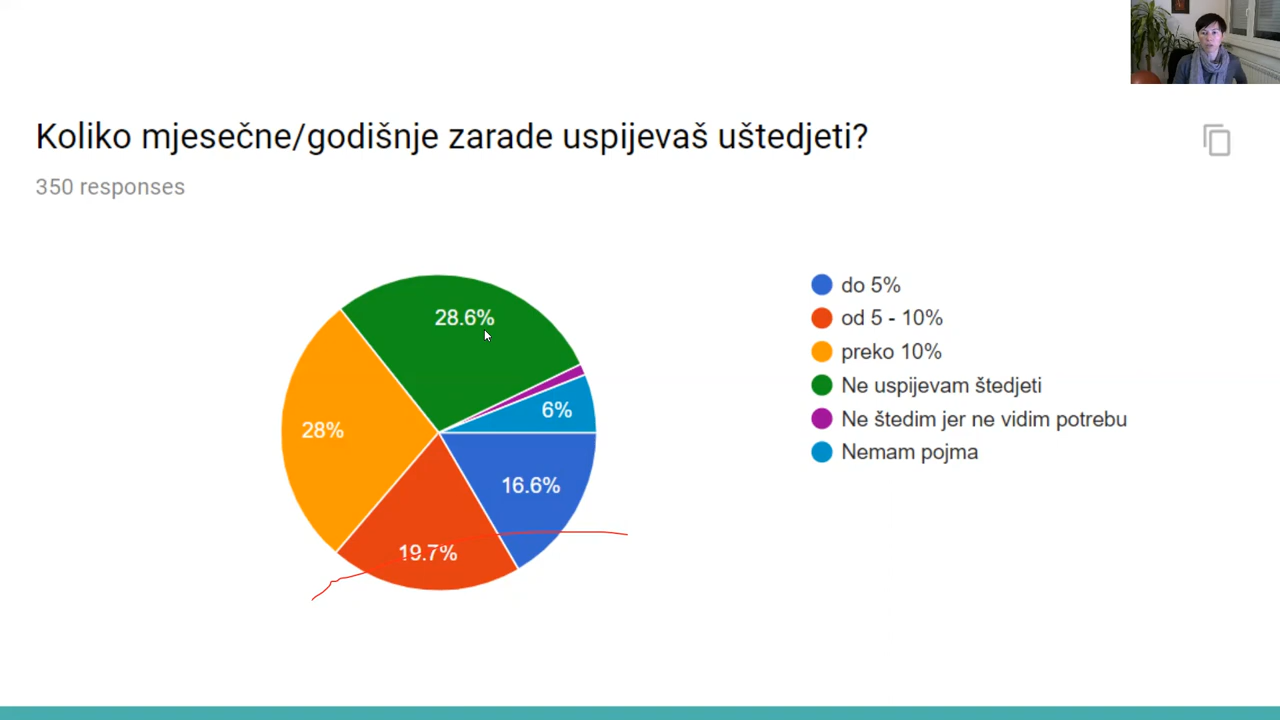 Koliko mjesečne/godišnje zarade uspijevaš uštedjeti?
350 responses
28.6%
6%
28%
16.6%
19.7%
do 5%
od 5 - 10%
preko 10%
Ne uspijevam štedjeti
Ne štedim jer ne vidim potrebu
Nemam pojma